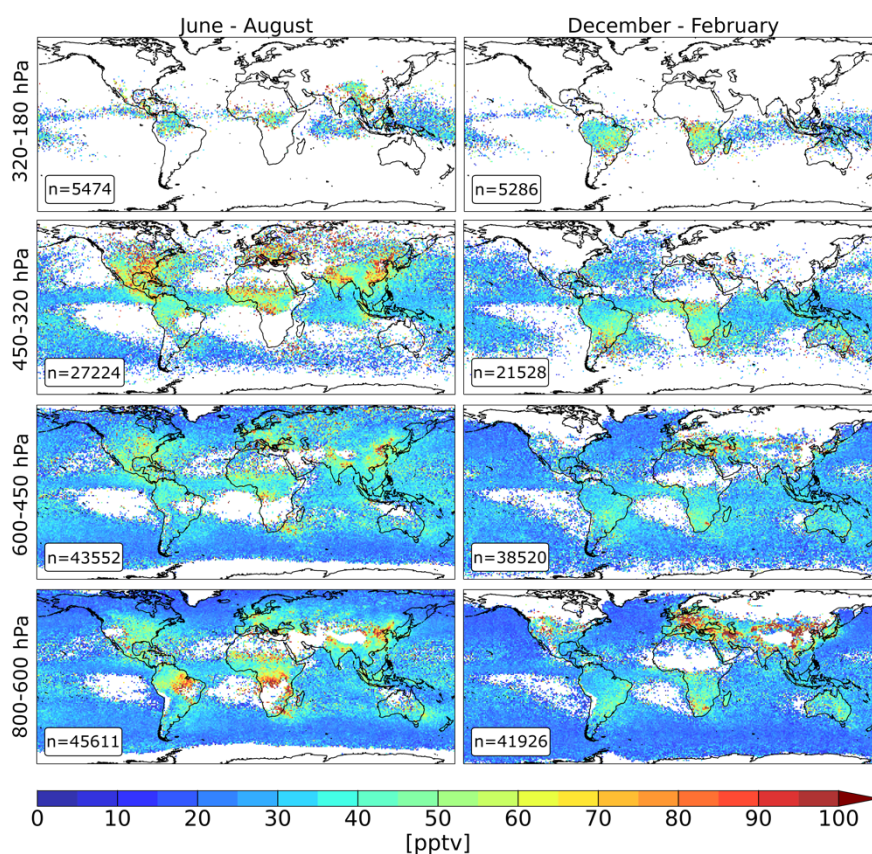 June - August
December - February
320-180 hPa
n=5474
n=5286
450-320 hPa
n=27224
n=21528
600-450 hPa
n=43552
n=38520
800-600 hPa
n=45611
n=41926
0 10 20 30 40 50 60 70 80 90 100
[pptv]